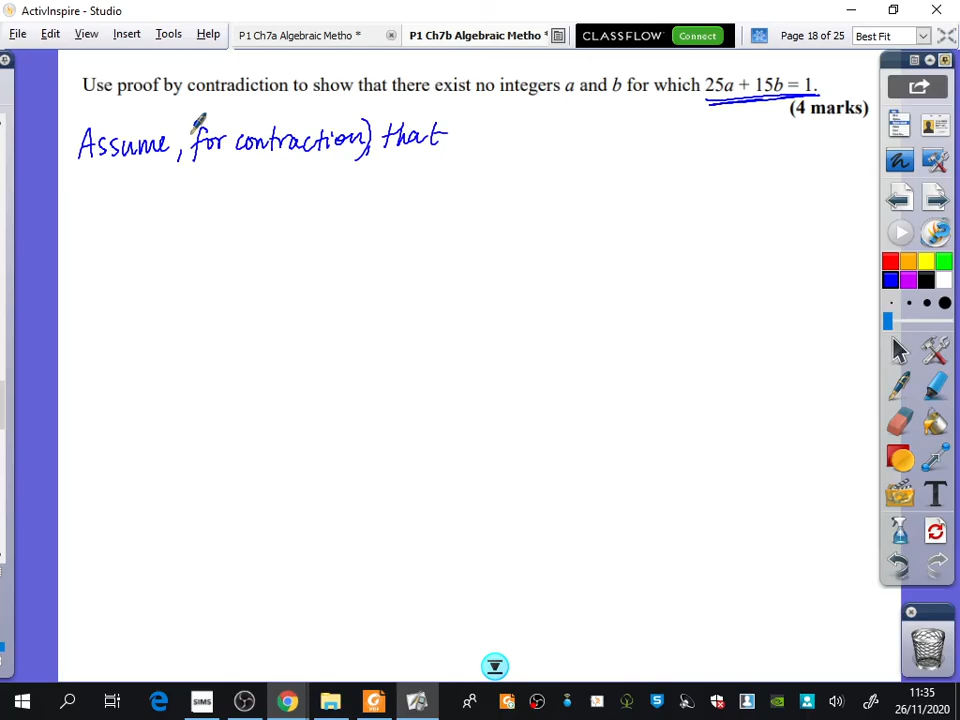 ActivInspire - Studio
File Edit View Insert Tools Help
P1 Ch7a Algebraic Metho *
P1 Ch7b Algebraic Metho *
CLASSFLOW Connect
Page 18 of 25
Best Fit
Use proof by contradiction to show that there exist no integers a and b for which 25a + 15b = 1.
(4 marks)
Assume, for contraction), that
T
SIMS
11:35
26/11/2020